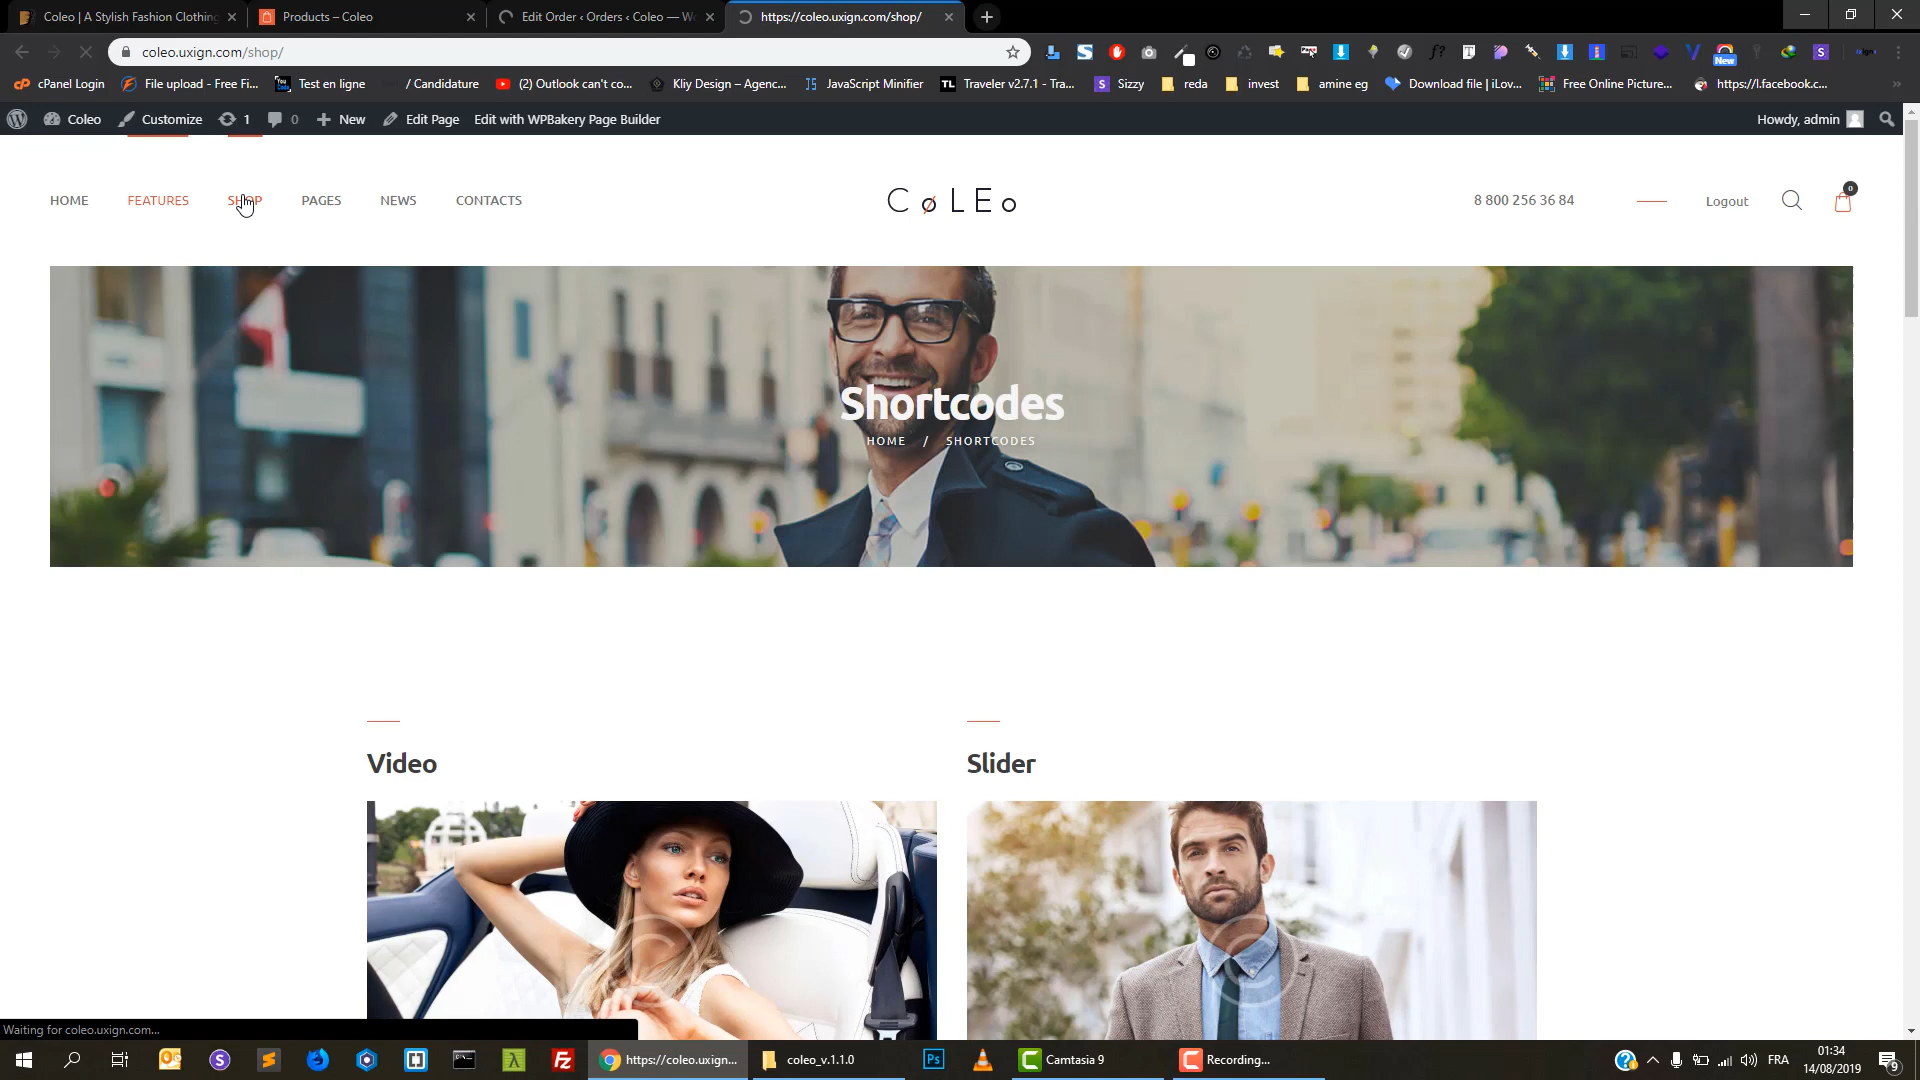 Coleo | A Stylish Fashion Clothing
Products – Coleo
Edit Order ‹ Orders ‹ Coleo — W
https://coleo.uxign.com/shop/
coleo.uxign.com/shop/
New
cPanel Login
File upload - Free Fi...
Test en ligne
/ Candidature
(2) Outlook can't co...
Kliy Design – Agenc...
JavaScript Minifier
Traveler v2.7.1 - Tra...
Sizzy
reda
invest
amine eg
Download file | iLov...
Free Online Picture...
https://l.facebook.c...
Coleo
Customize
1
0
New
Edit Page
Edit with WPBakery Page Builder
Howdy, admin
HOME
FEATURES
SHOP
PAGES
NEWS
CONTACTS
CøLEo
8 800 256 36 84
Logout
0
Shortcodes
HOME / SHORTCODES
Video
Slider
Waiting for coleo.uxign.com...
https://coleo.uxign...
coleo_v.1.1.0
Camtasia 9
Recording...
FRA
01:34
14/08/2019
9